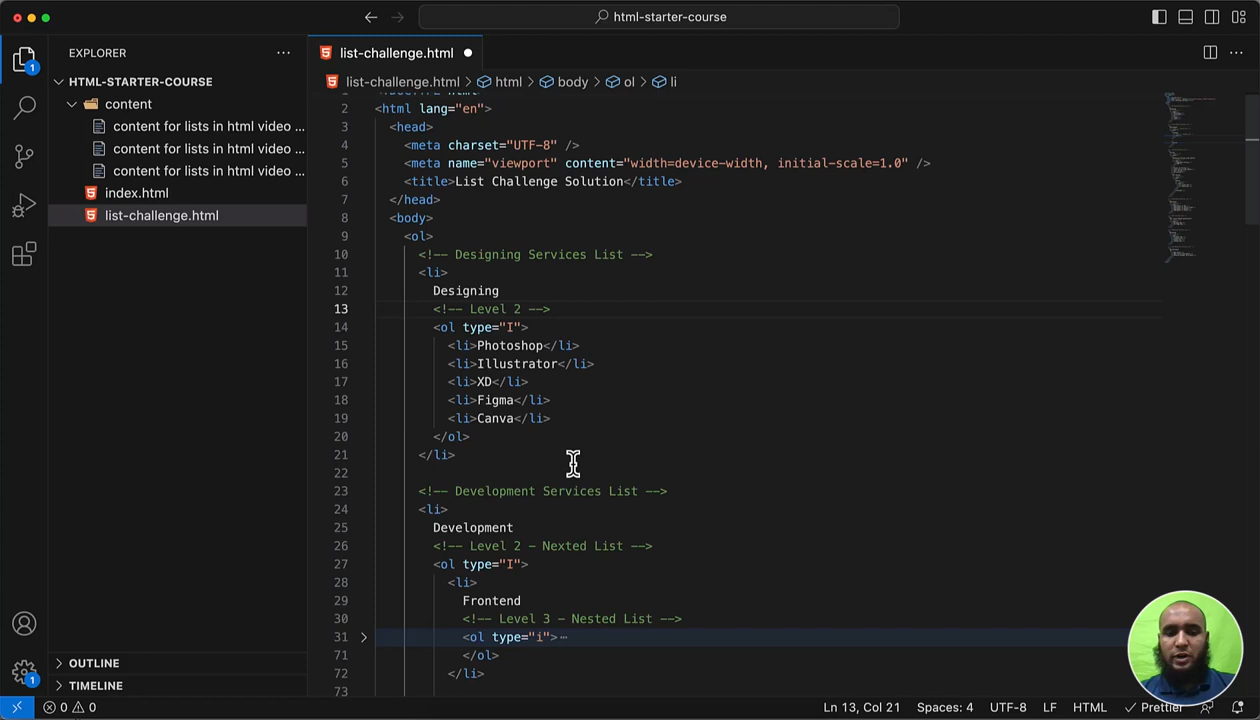 html-starter-course
EXPLORER
HTML-STARTER-COURSE
content
content for lists in html video ...
content for lists in html video ...
content for lists in html video ...
index.html
list-challenge.html
OUTLINE
TIMELINE
list-challenge.html
list-challenge.html > html > body > ol > li
2 <html lang="en">
3 <head>
4 <meta charset="UTF-8" />
5 <meta name="viewport" content="width=device-width, initial-scale=1.0" />
6 <title>List Challenge Solution</title>
7 </head>
8 <body>
9 <ol>
10 <!-- Designing Services List -->
11 <li>
12 Designing
13 <!-- Level 2 -->
14 <ol type="I">
15 <li>Photoshop</li>
16 <li>Illustrator</li>
17 <li>XD</li>
18 <li>Figma</li>
19 <li>Canva</li>
20 </ol>
21 </li>
22
23 <!-- Development Services List -->
24 <li>
25 Development
26 <!-- Level 2 - Nexted List -->
27 <ol type="I">
28 <li>
29 Frontend
30 <!-- Level 3 - Nested List -->
31 <ol type="i">
71 </ol>
72 </li>
73
1
1
0 0
Ln 13, Col 21 Spaces: 4 UTF-8 LF HTML Prettier